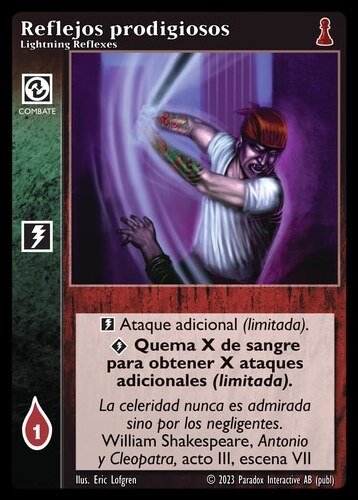 Reflejos prodigiosos
Lightning Reflexes
COMBATE
Ataque adicional (limitada).
Quema X de sangre
para obtener X ataques
adicionales (limitada).
La celeridad nunca es admirada
sino por los negligentes.
William Shakespeare, Antonio
y Cleopatra, acto III, escena VII
1
Illus. Eric Lofgren
© 2023 Paradox Interactive AB (publ)